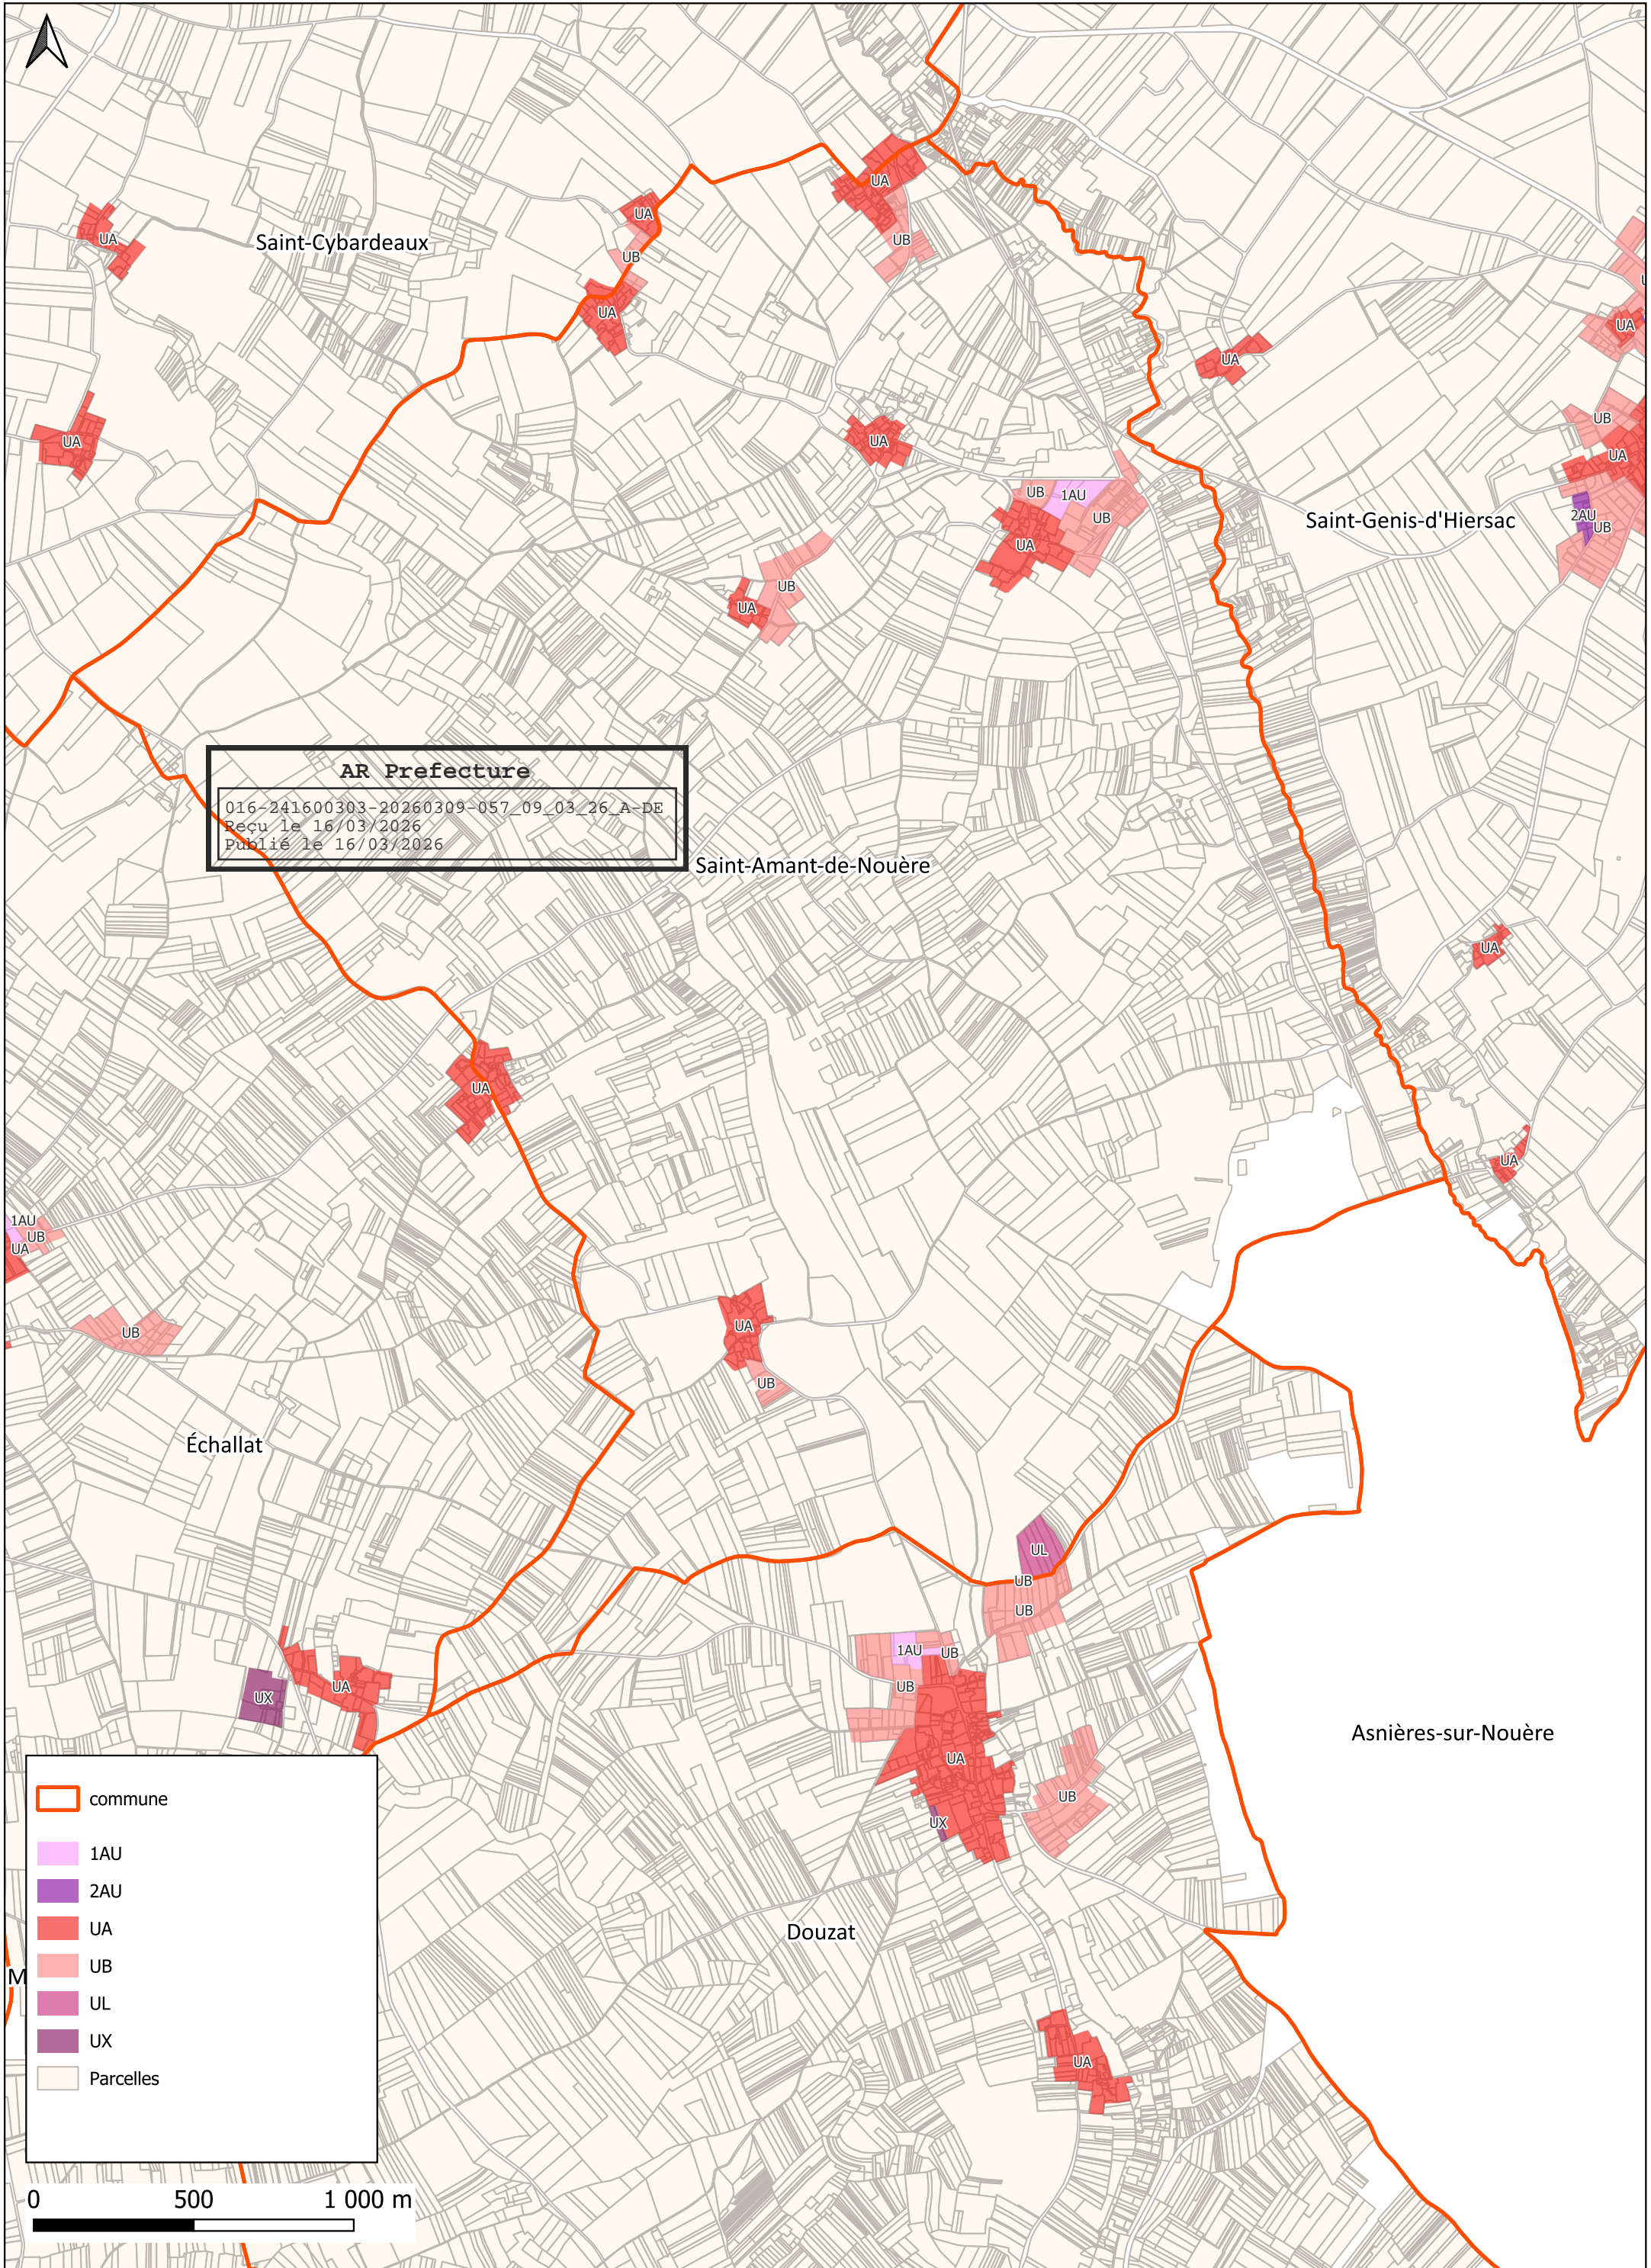 UA
UA
UB
UA
Saint-Cybardeaux
UA
UB
UA
UA
UA
UA
UB
UA
UA
UA
UB
1AU
UB
2AU
UB
Saint-Genis-d'Hiersac
UA
UB
UA
AR Prefecture
016-241600303-20260309-057_09_03_26_A-DE
Reçu le 16/03/2026
Publié le 16/03/2026
Saint-Amant-de-Nouère
UA
UA
UA
1AU
UB
UA
UB
UA
UB
Échallat
UL
UB
UB
1AU
UB
UB
UX
UA
Asnières-sur-Nouère
UA
UB
UX
Douzat
UA
M
commune
1AU
2AU
UA
UB
UL
UX
Parcelles
0 500 1 000 m